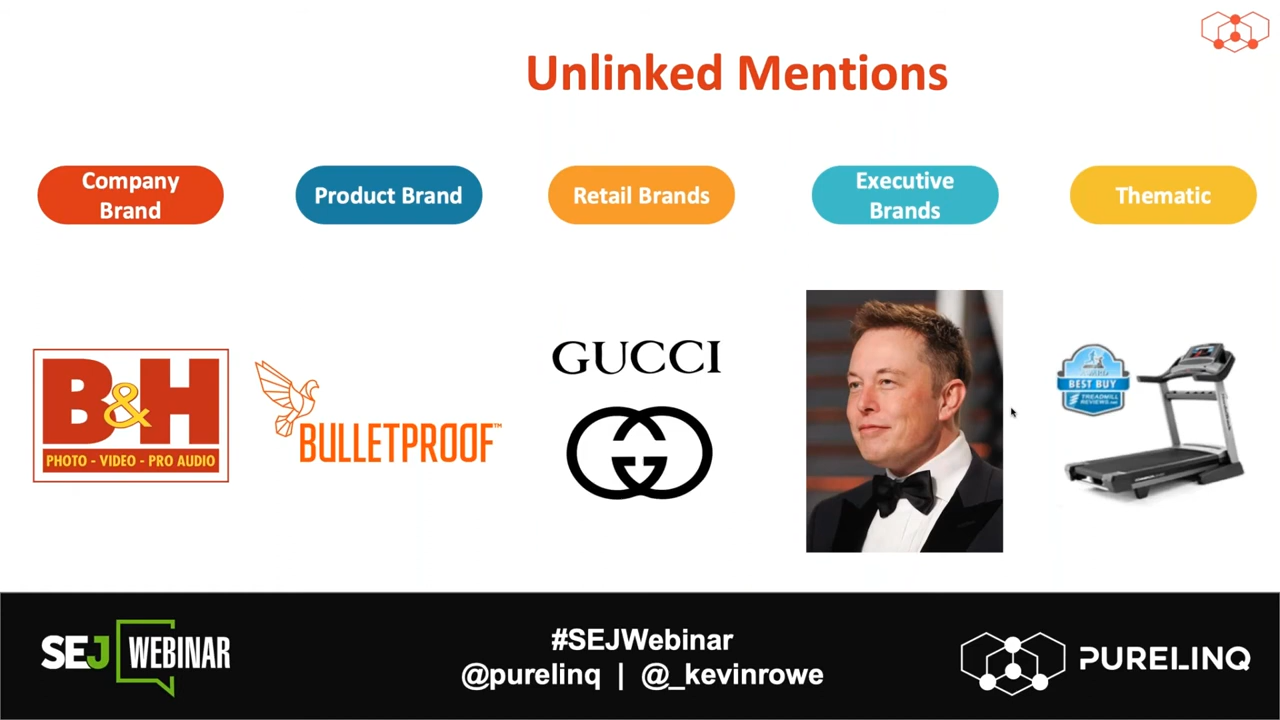 Unlinked Mentions
Company
Brand
Product Brand
Retail Brands
Executive
Brands
Thematic
B&H
PHOTO - VIDEO - PRO AUDIO
BULLETPROOF™
GUCCI
BEST BUY
TREADMILL
REVIEWS
SEJ WEBINAR
#SEJWebinar
@purelinq | @_kevinrowe
PURELINQ